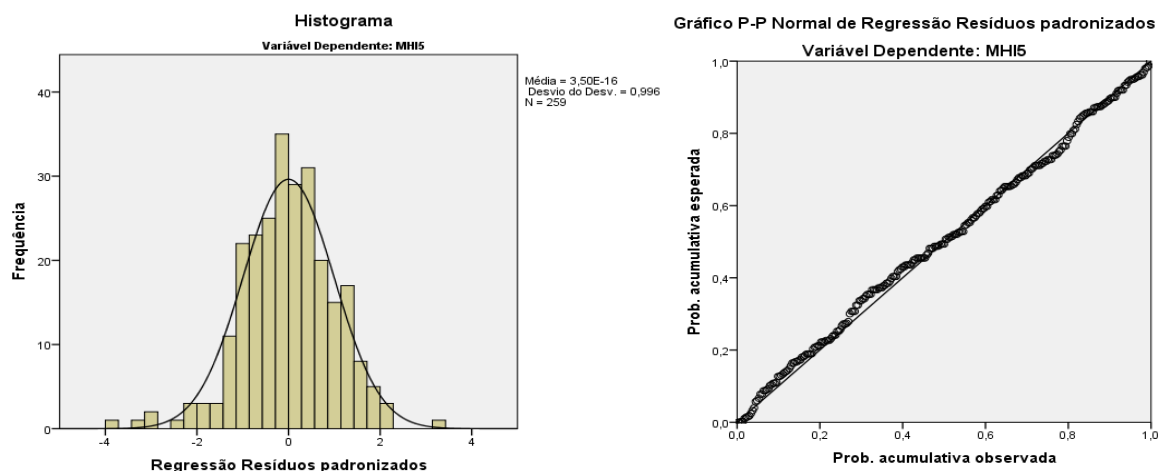 Histograma
Variável Dependente: MHI5
Média = 3,50E-16
Desvio do Desv. = 0,996
N = 259
Frequência
40
30
20
10
0
-4
-2
0
2
4
Regressão Resíduos padronizados
Gráfico P-P Normal de Regressão Resíduos padronizados
Variável Dependente: MHI5
Prob. acumulativa esperada
1,0
0,8
0,6
0,4
0,2
0,0
0,0
0,2
0,4
0,6
0,8
1,0
Prob. acumulativa observada